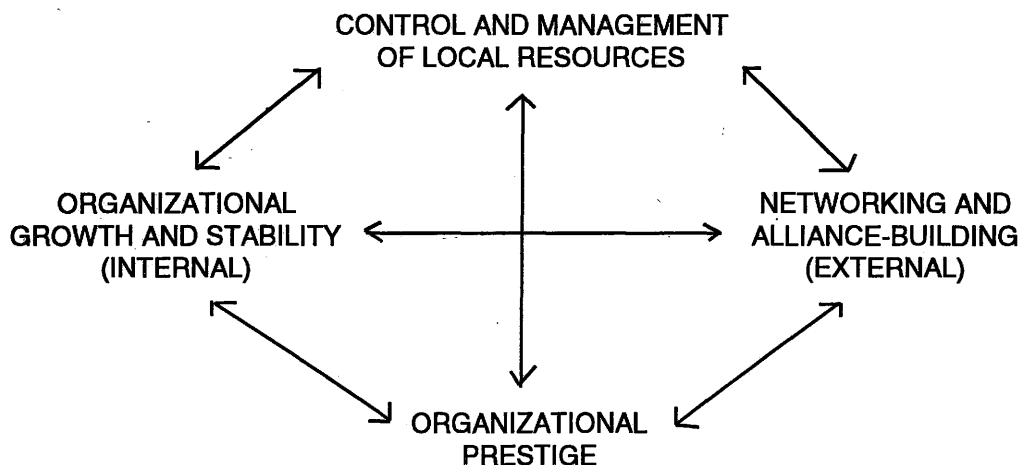 CONTROL AND MANAGEMENT
OF LOCAL RESOURCES
ORGANIZATIONAL
GROWTH AND STABILITY
(INTERNAL)
NETWORKING AND
ALLIANCE-BUILDING
(EXTERNAL)
ORGANIZATIONAL
PRESTIGE